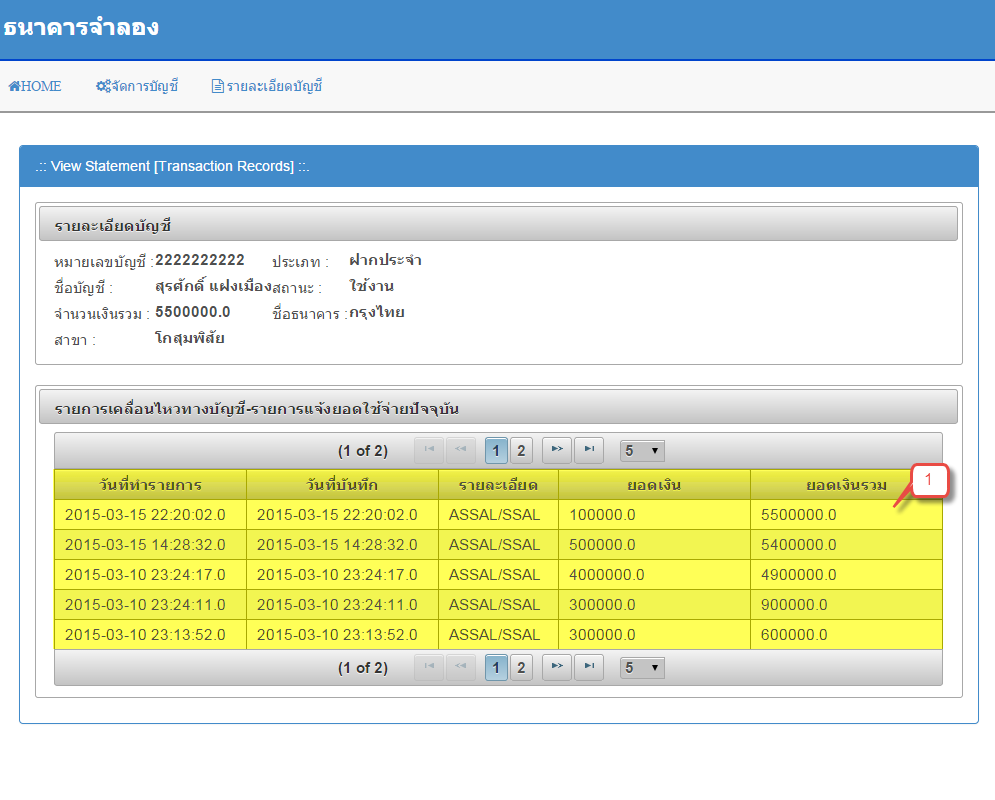 ธนาคารจำลอง
HOME จัดการบัญชี รายละเอียดบัญชี
.:: View Statement [Transaction Records] ::.
รายละเอียดบัญชี
หมายเลขบัญชี : 2222222222 ประเภท : ฝากประจำ
ชื่อบัญชี : สุรศักดิ์ แฝงเมือง สถานะ : ใช้งาน
จำนวนเงินรวม : 5500000.0 ชื่อธนาคาร : กรุงไทย
สาขา : โกสุมพิสัย
รายการเคลื่อนไหวทางบัญชี-รายการแจ้งยอดใช้จ่ายปัจจุบัน
(1 of 2) 1 2 5
วันที่ทำรายการ วันที่บันทึก รายละเอียด ยอดเงิน ยอดเงินรวม 1
2015-03-15 22:20:02.0 2015-03-15 22:20:02.0 ASSAL/SSAL 100000.0 5500000.0
2015-03-15 14:28:32.0 2015-03-15 14:28:32.0 ASSAL/SSAL 500000.0 5400000.0
2015-03-10 23:24:17.0 2015-03-10 23:24:17.0 ASSAL/SSAL 4000000.0 4900000.0
2015-03-10 23:24:11.0 2015-03-10 23:24:11.0 ASSAL/SSAL 300000.0 900000.0
2015-03-10 23:13:52.0 2015-03-10 23:13:52.0 ASSAL/SSAL 300000.0 600000.0
(1 of 2) 1 2 5